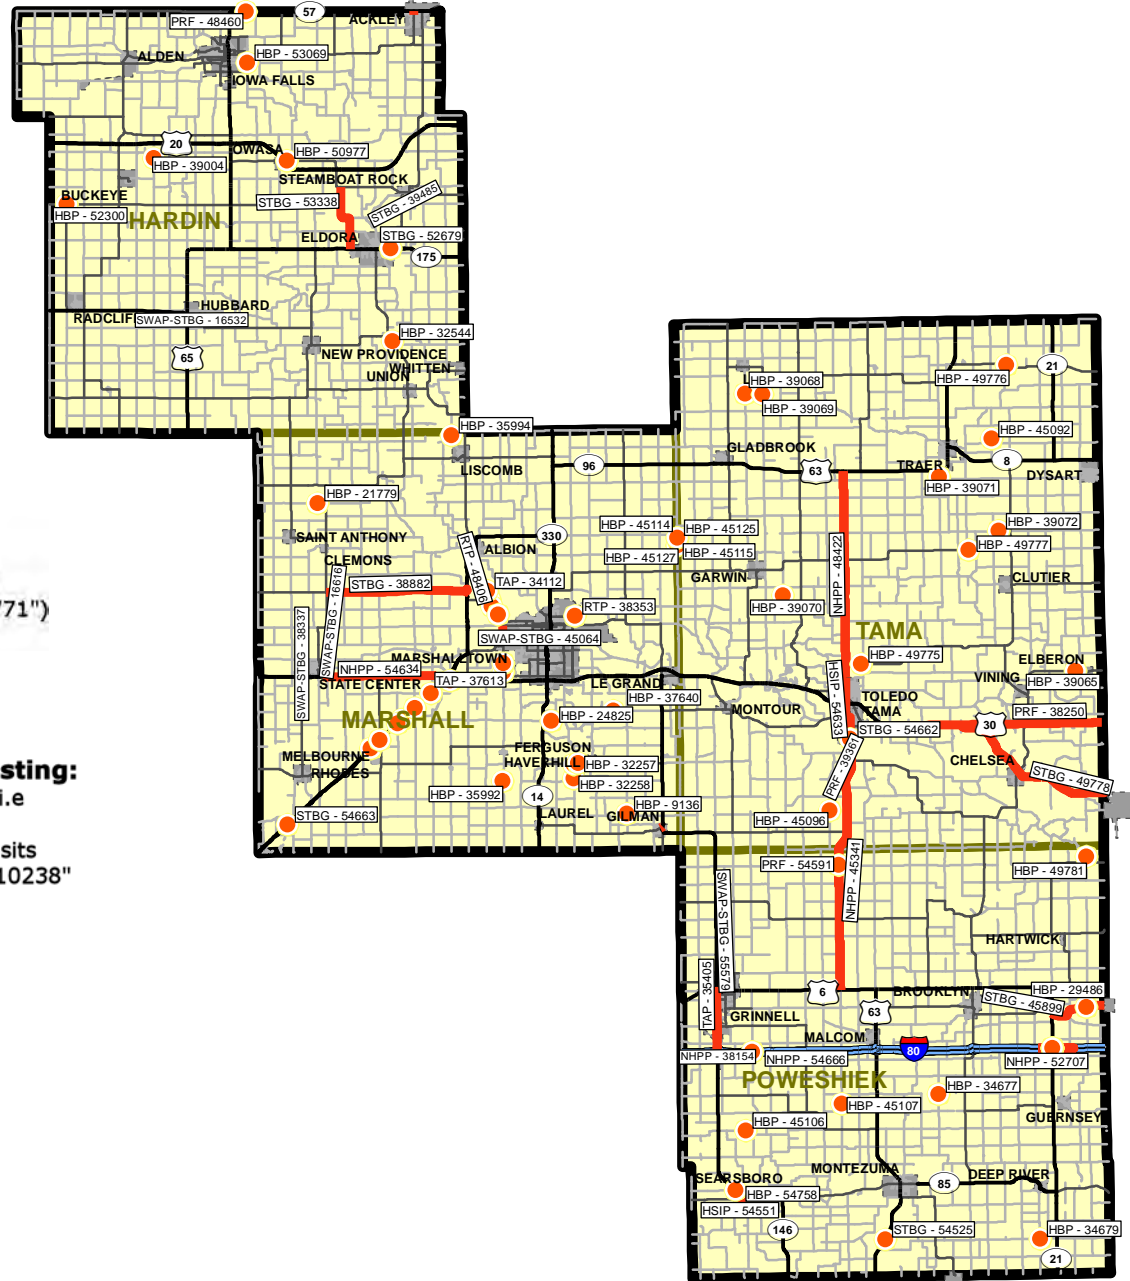 PRF - 48460
57
ACKLEY
ALDEN
HBP - 53069
IOWA FALLS
20
OWASA
HBP - 50977
HBP - 39004
STEAMBOAT ROCK
BUCKEYE
HBP - 52300
HARDIN
STBG - 53338
STBG - 39485
ELDORA
STBG - 52679
175
HUBBARD
RADCLIF
SWAP-STBG - 16532
HBP - 32544
65
NEW PROVIDENCE
WHITTEN
UNION
HBP - 49776
21
L
HBP - 39068
HBP - 39069
HBP - 35994
HBP - 45092
LISCOMB
96
GLADBROOK
63
TRAER
8
DYSART
HBP - 39071
HBP - 21779
SAINT ANTHONY
CLEMONS
330
ALBION
HBP - 45114
HBP - 45125
HBP - 45127
HBP - 45115
HBP - 39072
HBP - 49777
GARWIN
CLUTIER
NHPP - 48422
RTP - 48406
STBG - 38882
TAP - 34112
HBP - 39070
RTP - 38353
71")
SWAP-STBG - 16616
SWAP-STBG - 38337
SWAP-STBG - 45064
TAMA
MARSHALLTOWN
NHPP - 54634
TAP - 37613
STATE CENTER
LE GRAND
HBP - 37640
HBP - 49775
ELBERON
VINING
HBP - 39065
HSIP - 54633
TOLEDO
TAMA
MONTOUR
PRF - 38250
MARSHALL
HBP - 24825
STBG - 54662
30
FERGUSON
HAVERHILL
HBP - 32257
MELBOURNE
RHODES
HBP - 32258
HBP - 35992
14
PRF - 39361
CHELSEA
STBG - 49778
sting:
i.e
sits
10238"
HBP - 9136
LAUREL
GILMAN
STBG - 54663
HBP - 45096
PRF - 54591
NHPP - 45341
HBP - 49781
SWAP-STBG - 55579
HARTWICK
TAP - 35405
6
BROOKLYN
HBP - 29486
STBG - 45899
GRINNELL
63
MALCOM
80
NHPP - 38154
NHPP - 54666
NHPP - 52707
POWESHIEK
HBP - 34677
HBP - 45107
GUERNSEY
HBP - 45106
MONTEZUMA
DEEP RIVER
SEARSBORO
85
HBP - 54758
HSIP - 54551
146
STBG - 54525
HBP - 34679
21